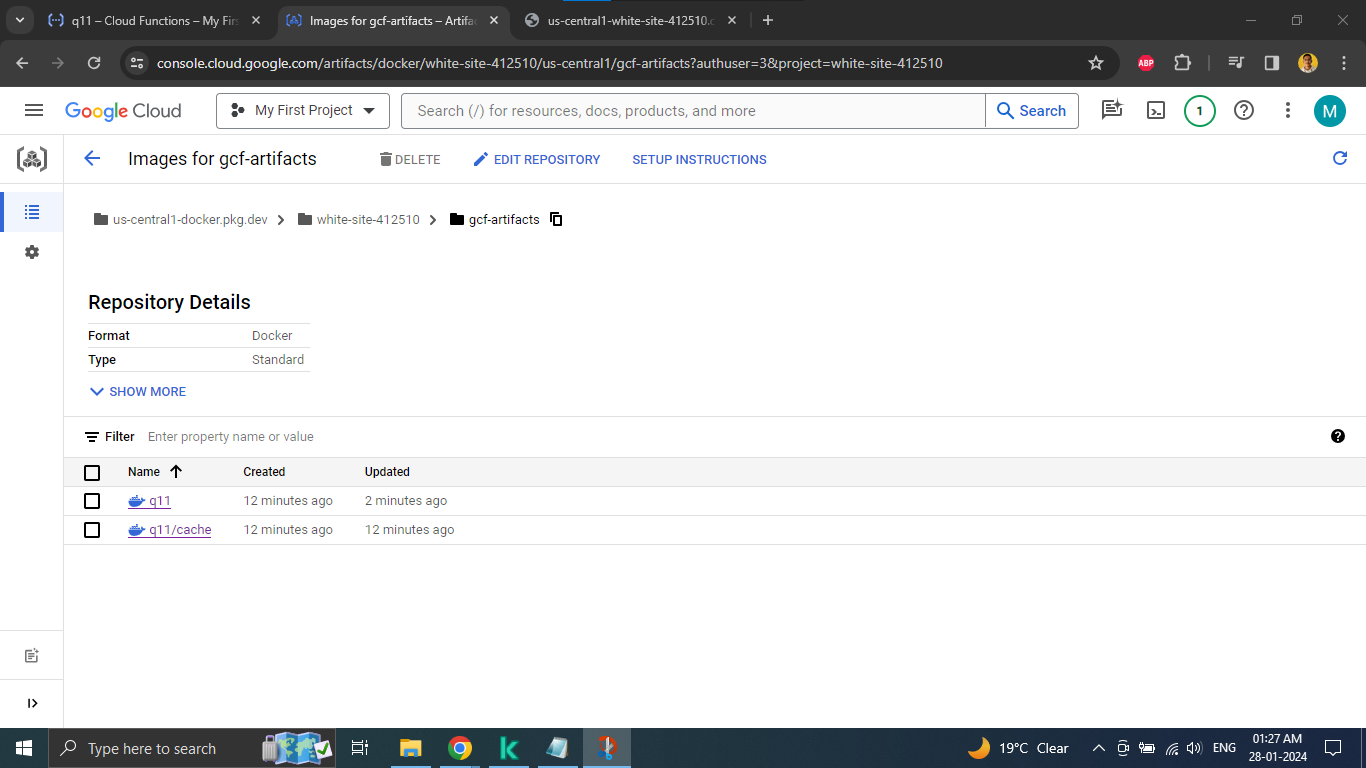 q11 – Cloud Functions – My Firs
Images for gcf-artifacts – Artifac
us-central1-white-site-412510.c
console.cloud.google.com/artifacts/docker/white-site-412510/us-central1/gcf-artifacts?authuser=3&project=white-site-412510
ABP
Google Cloud
My First Project
Search (/) for resources, docs, products, and more
Search
1
M
Images for gcf-artifacts
DELETE
EDIT REPOSITORY
SETUP INSTRUCTIONS
us-central1-docker.pkg.dev
white-site-412510
gcf-artifacts
Repository Details
Format Docker
Type Standard
SHOW MORE
Filter Enter property name or value
Name Created Updated
q11 12 minutes ago 2 minutes ago
q11/cache 12 minutes ago 12 minutes ago
Type here to search
19°C Clear
ENG
01:27 AM
28-01-2024